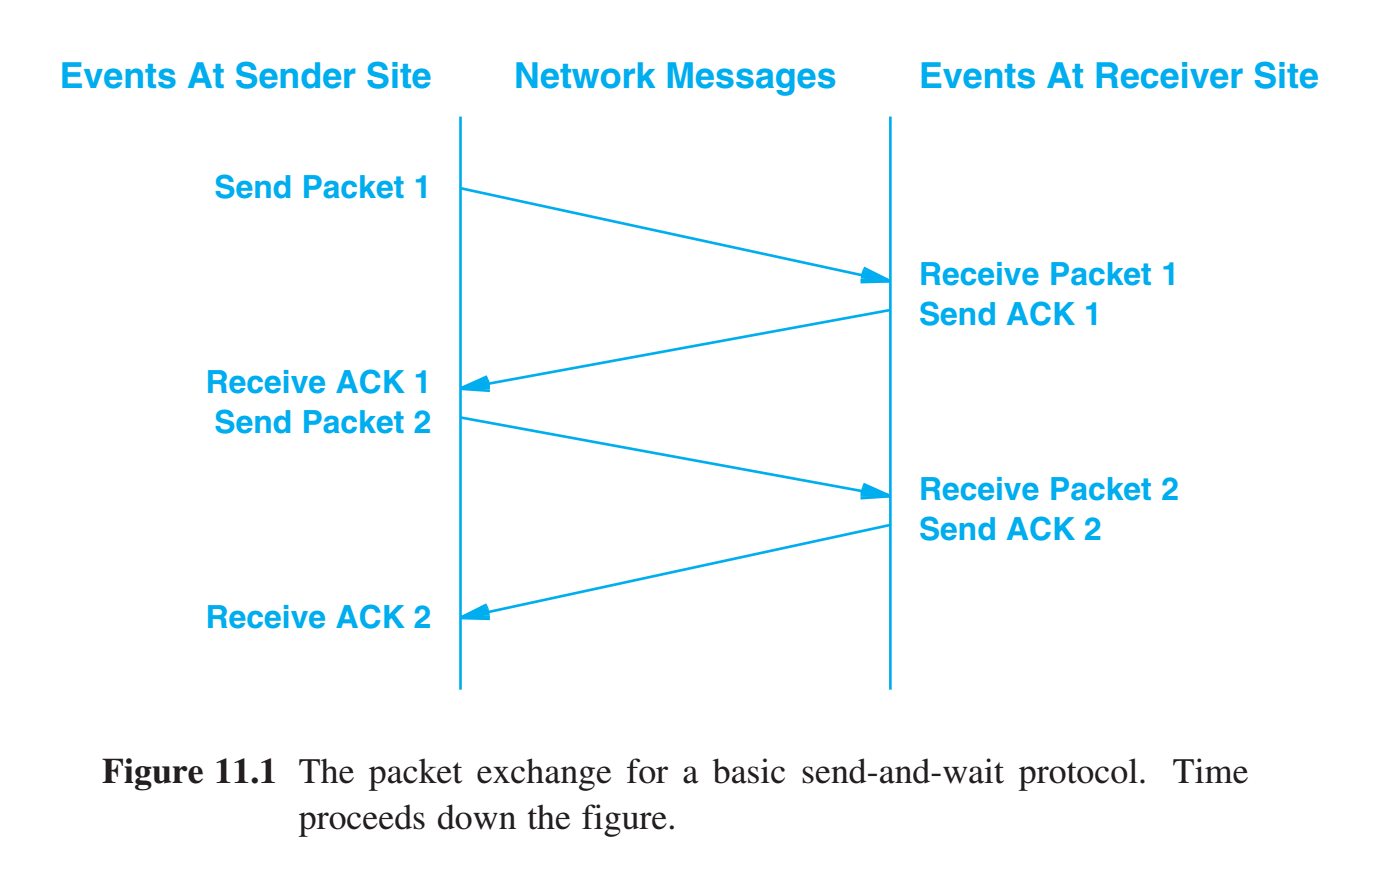 Events At Sender Site
Network Messages
Events At Receiver Site
Send Packet 1
Receive Packet 1
Send ACK 1
Receive ACK 1
Send Packet 2
Receive Packet 2
Send ACK 2
Receive ACK 2
Figure 11.1 The packet exchange for a basic send-and-wait protocol. Time
proceeds down the figure.